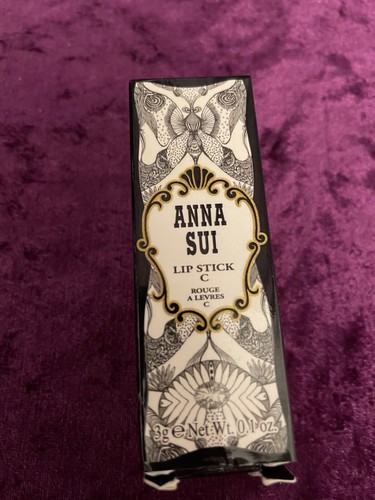 ANNA
SUI
LIP STICK
C
ROUGE
A LEVRES
C
3g ℮ Net Wt. 0.1 oz.